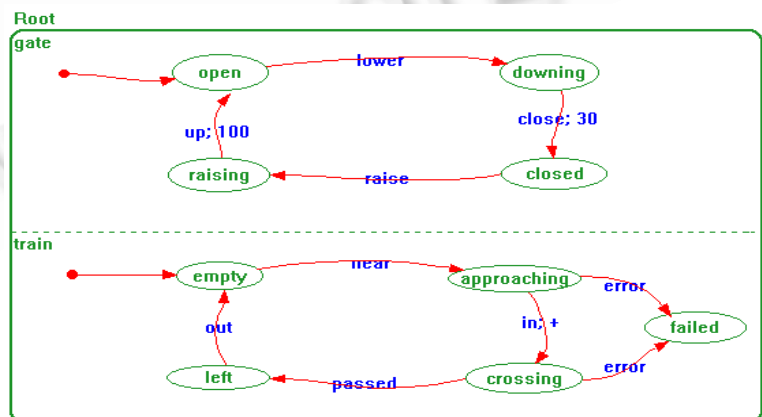 Root
gate
open
lower
downing
up; 100
close; 30
raising
raise
closed
train
empty
near
approaching
error
out
in; +
failed
left
passed
crossing
error